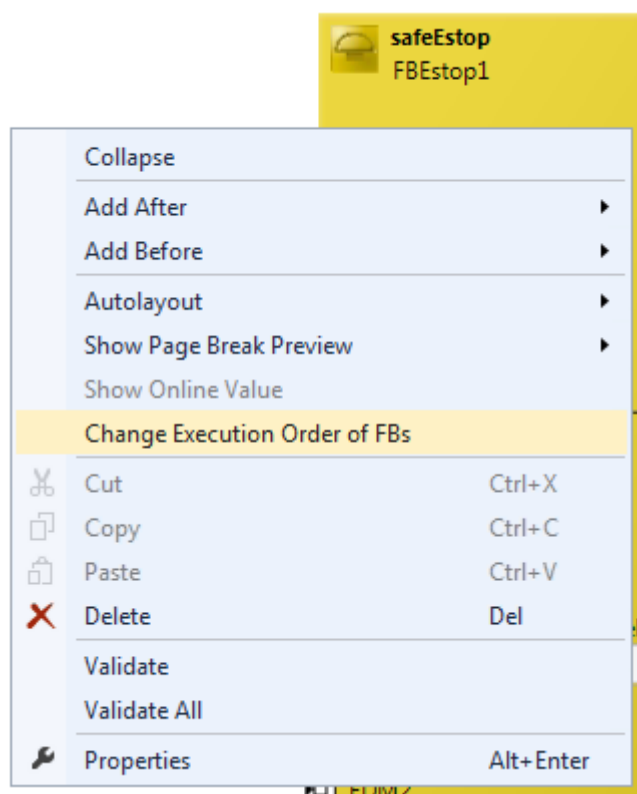 safeEstop
FBEstop1
Collapse
Add After
Add Before
Autolayout
Show Page Break Preview
Show Online Value
Change Execution Order of FBs
Cut Ctrl+X
Copy Ctrl+C
Paste Ctrl+V
Delete Del
Validate
Validate All
Properties Alt+Enter